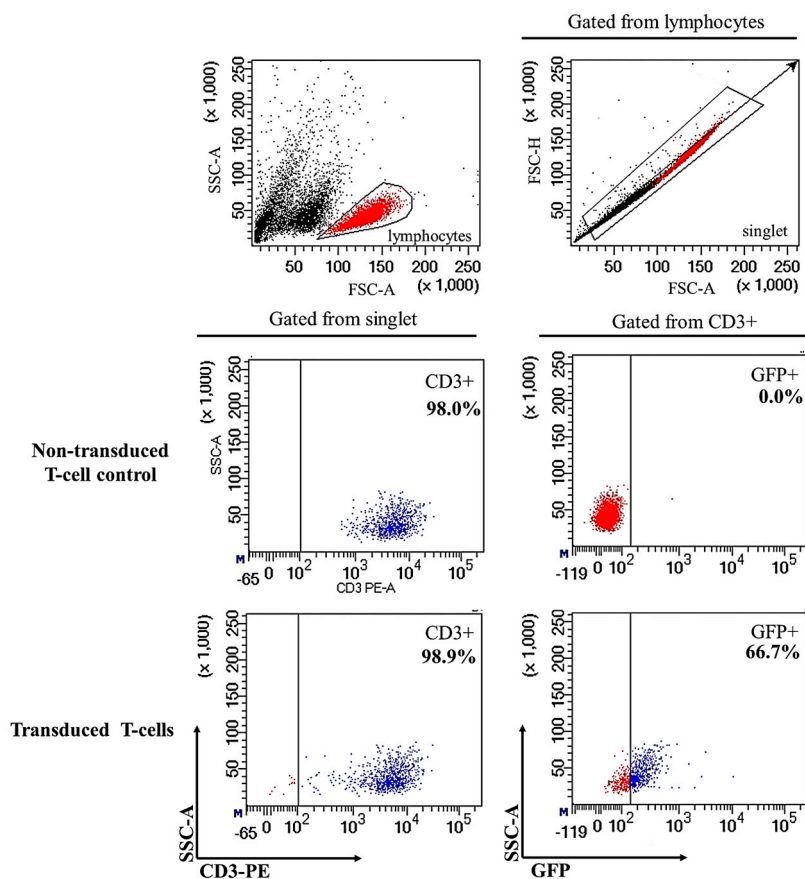 Gated from lymphocytes
(x 1,000)
250
200
150
100
50
SSC-A
lymphocytes
50 100 150 200 250
FSC-A (x 1,000)
(x 1,000)
250
200
150
100
50
FSC-H
singlet
50 100 150 200 250
FSC-A (x 1,000)
Gated from singlet
Gated from CD3+
Non-transduced
T-cell control
(x 1,000)
250
200
150
100
50
SSC-A
CD3+
98.0%
M
-65 0 10² 10³ 10⁴ 10⁵
CD3 PE-A
(x 1,000)
250
200
150
100
50
GFP+
0.0%
M
-119 0 10² 10³ 10⁴ 10⁵
Transduced T-cells
(x 1,000)
250
200
150
100
50
CD3+
98.9%
M
-65 0 10² 10³ 10⁴ 10⁵
SSC-A
CD3-PE
(x 1,000)
250
200
150
100
50
GFP+
66.7%
M
-119 0 10² 10³ 10⁴ 10⁵
SSC-A
GFP